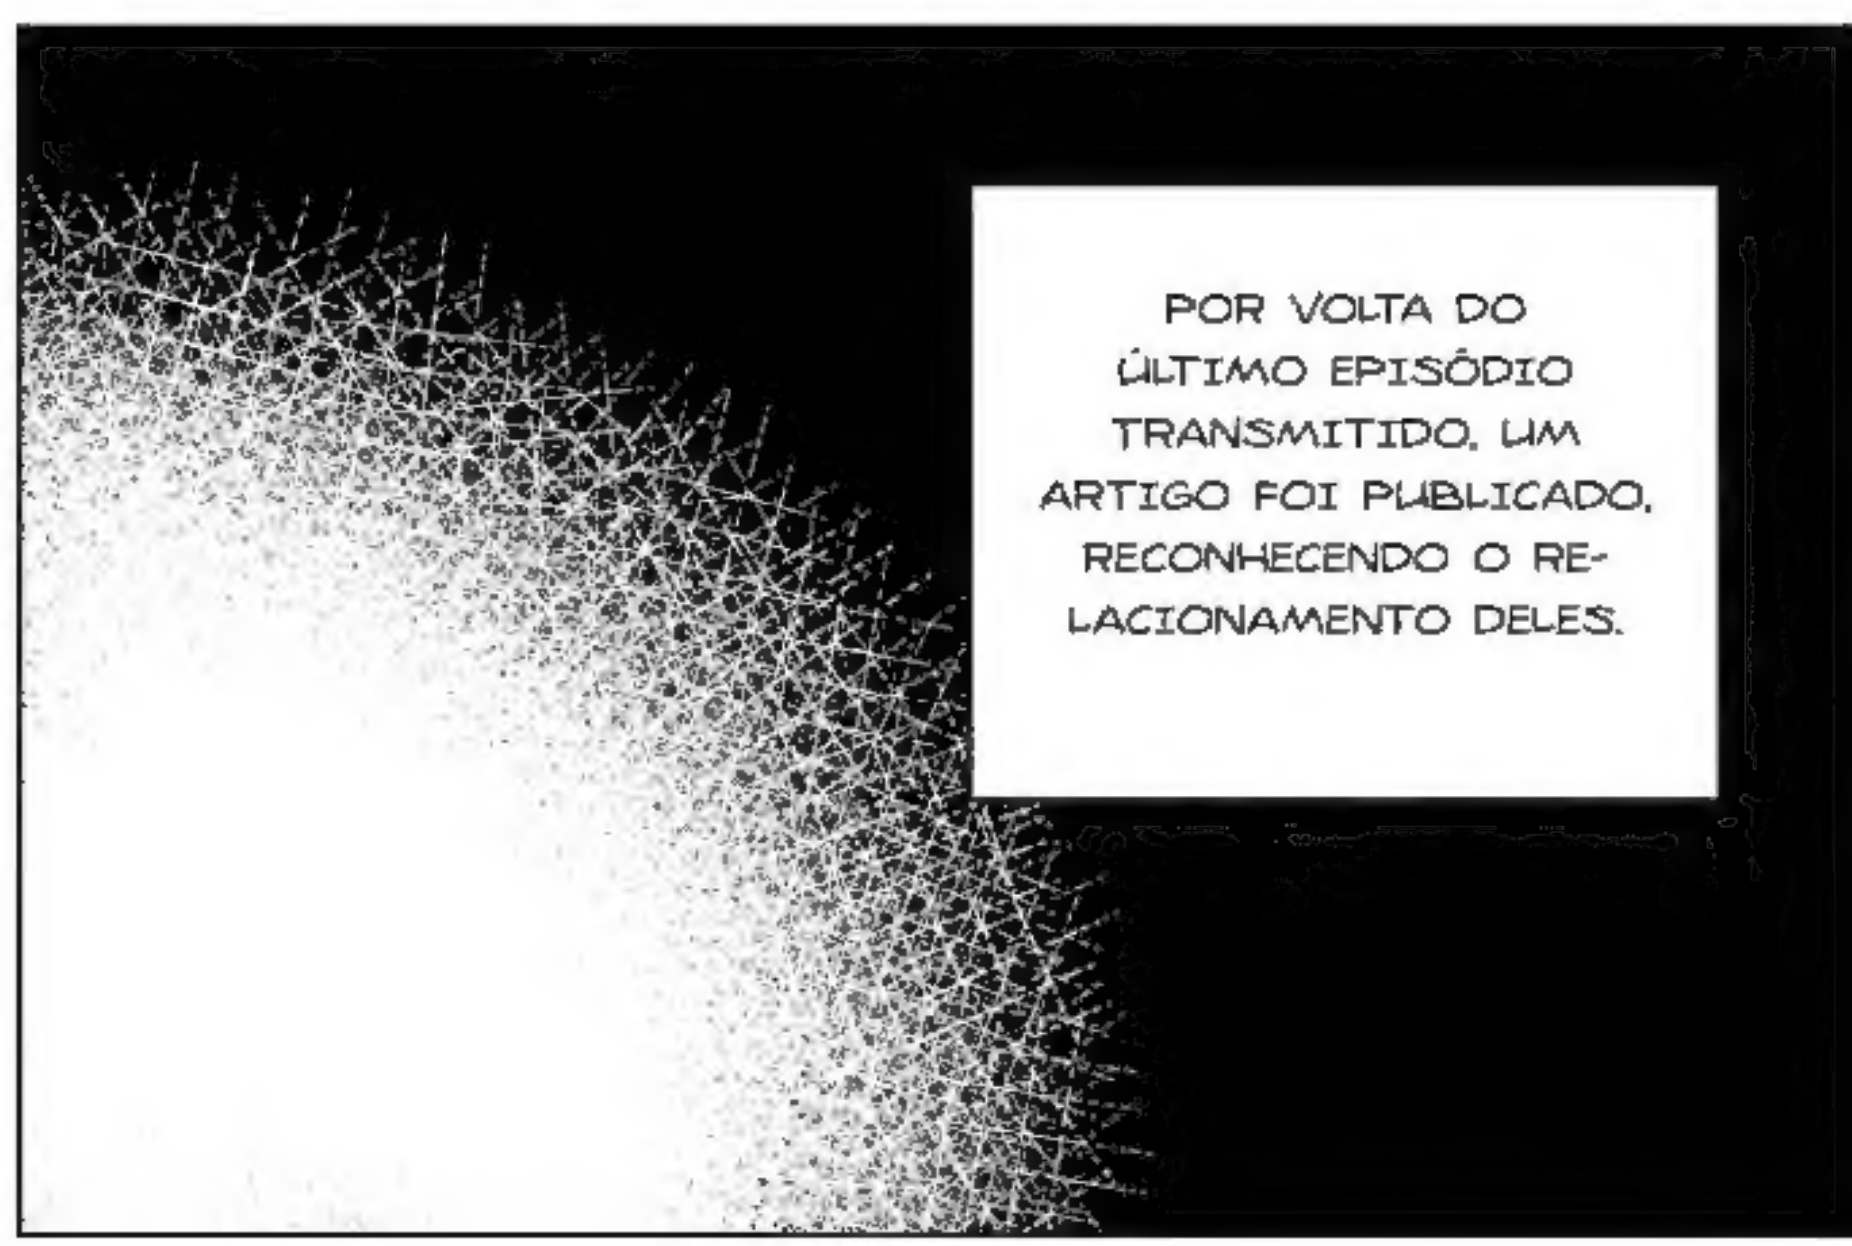 POR VOLTA DO
ÚLTIMO EPISÓDIO
TRANSMITIDO, UM
ARTIGO FOI PUBLICADO,
RECONHECENDO O RE-
LACIONAMENTO DELES.